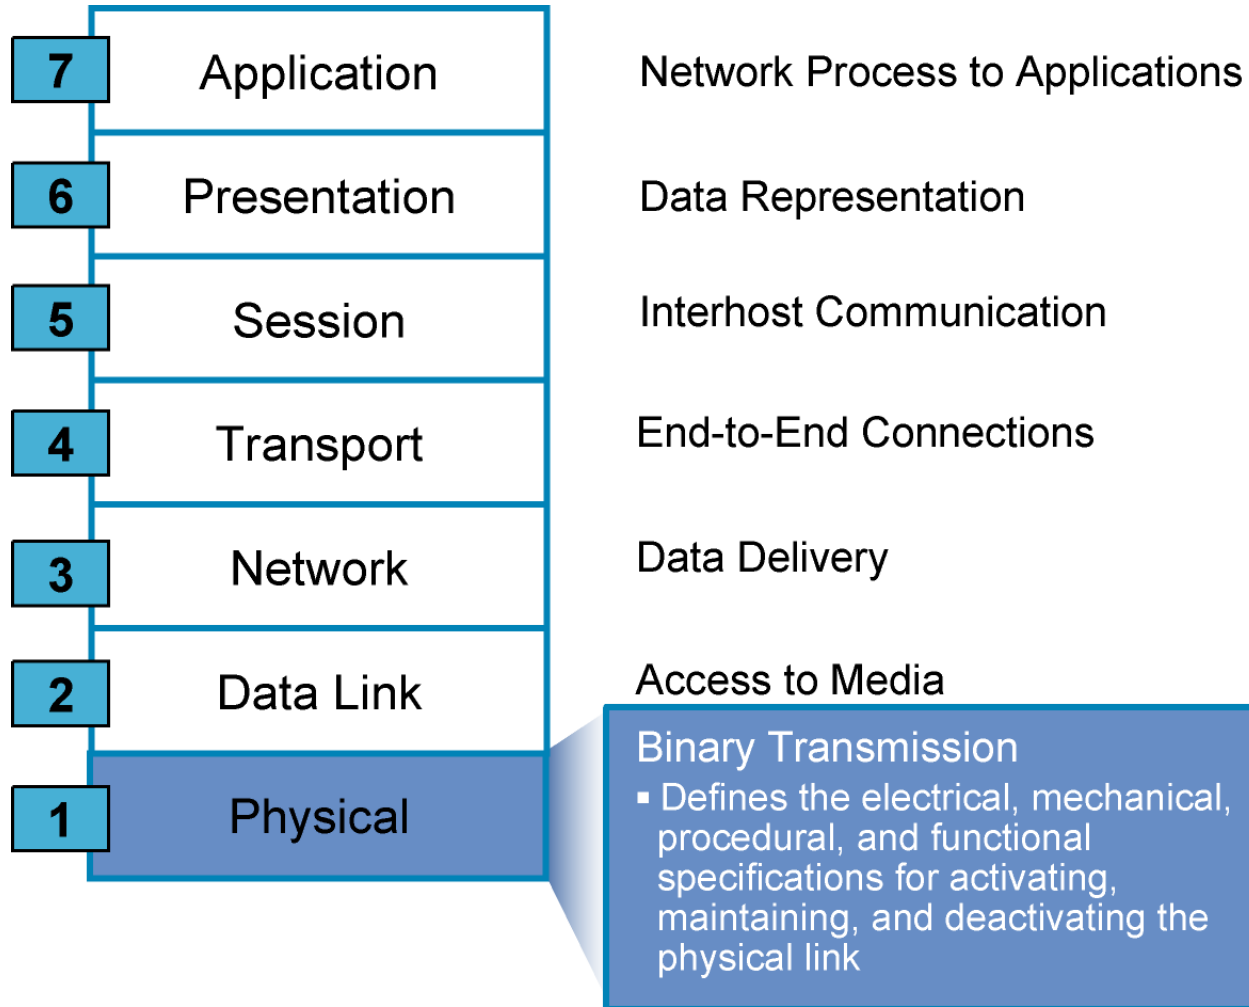 7 Application Network Process to Applications
6 Presentation Data Representation
5 Session Interhost Communication
4 Transport End-to-End Connections
3 Network Data Delivery
2 Data Link Access to Media
1 Physical
Binary Transmission
▪ Defines the electrical, mechanical,
procedural, and functional
specifications for activating,
maintaining, and deactivating the
physical link